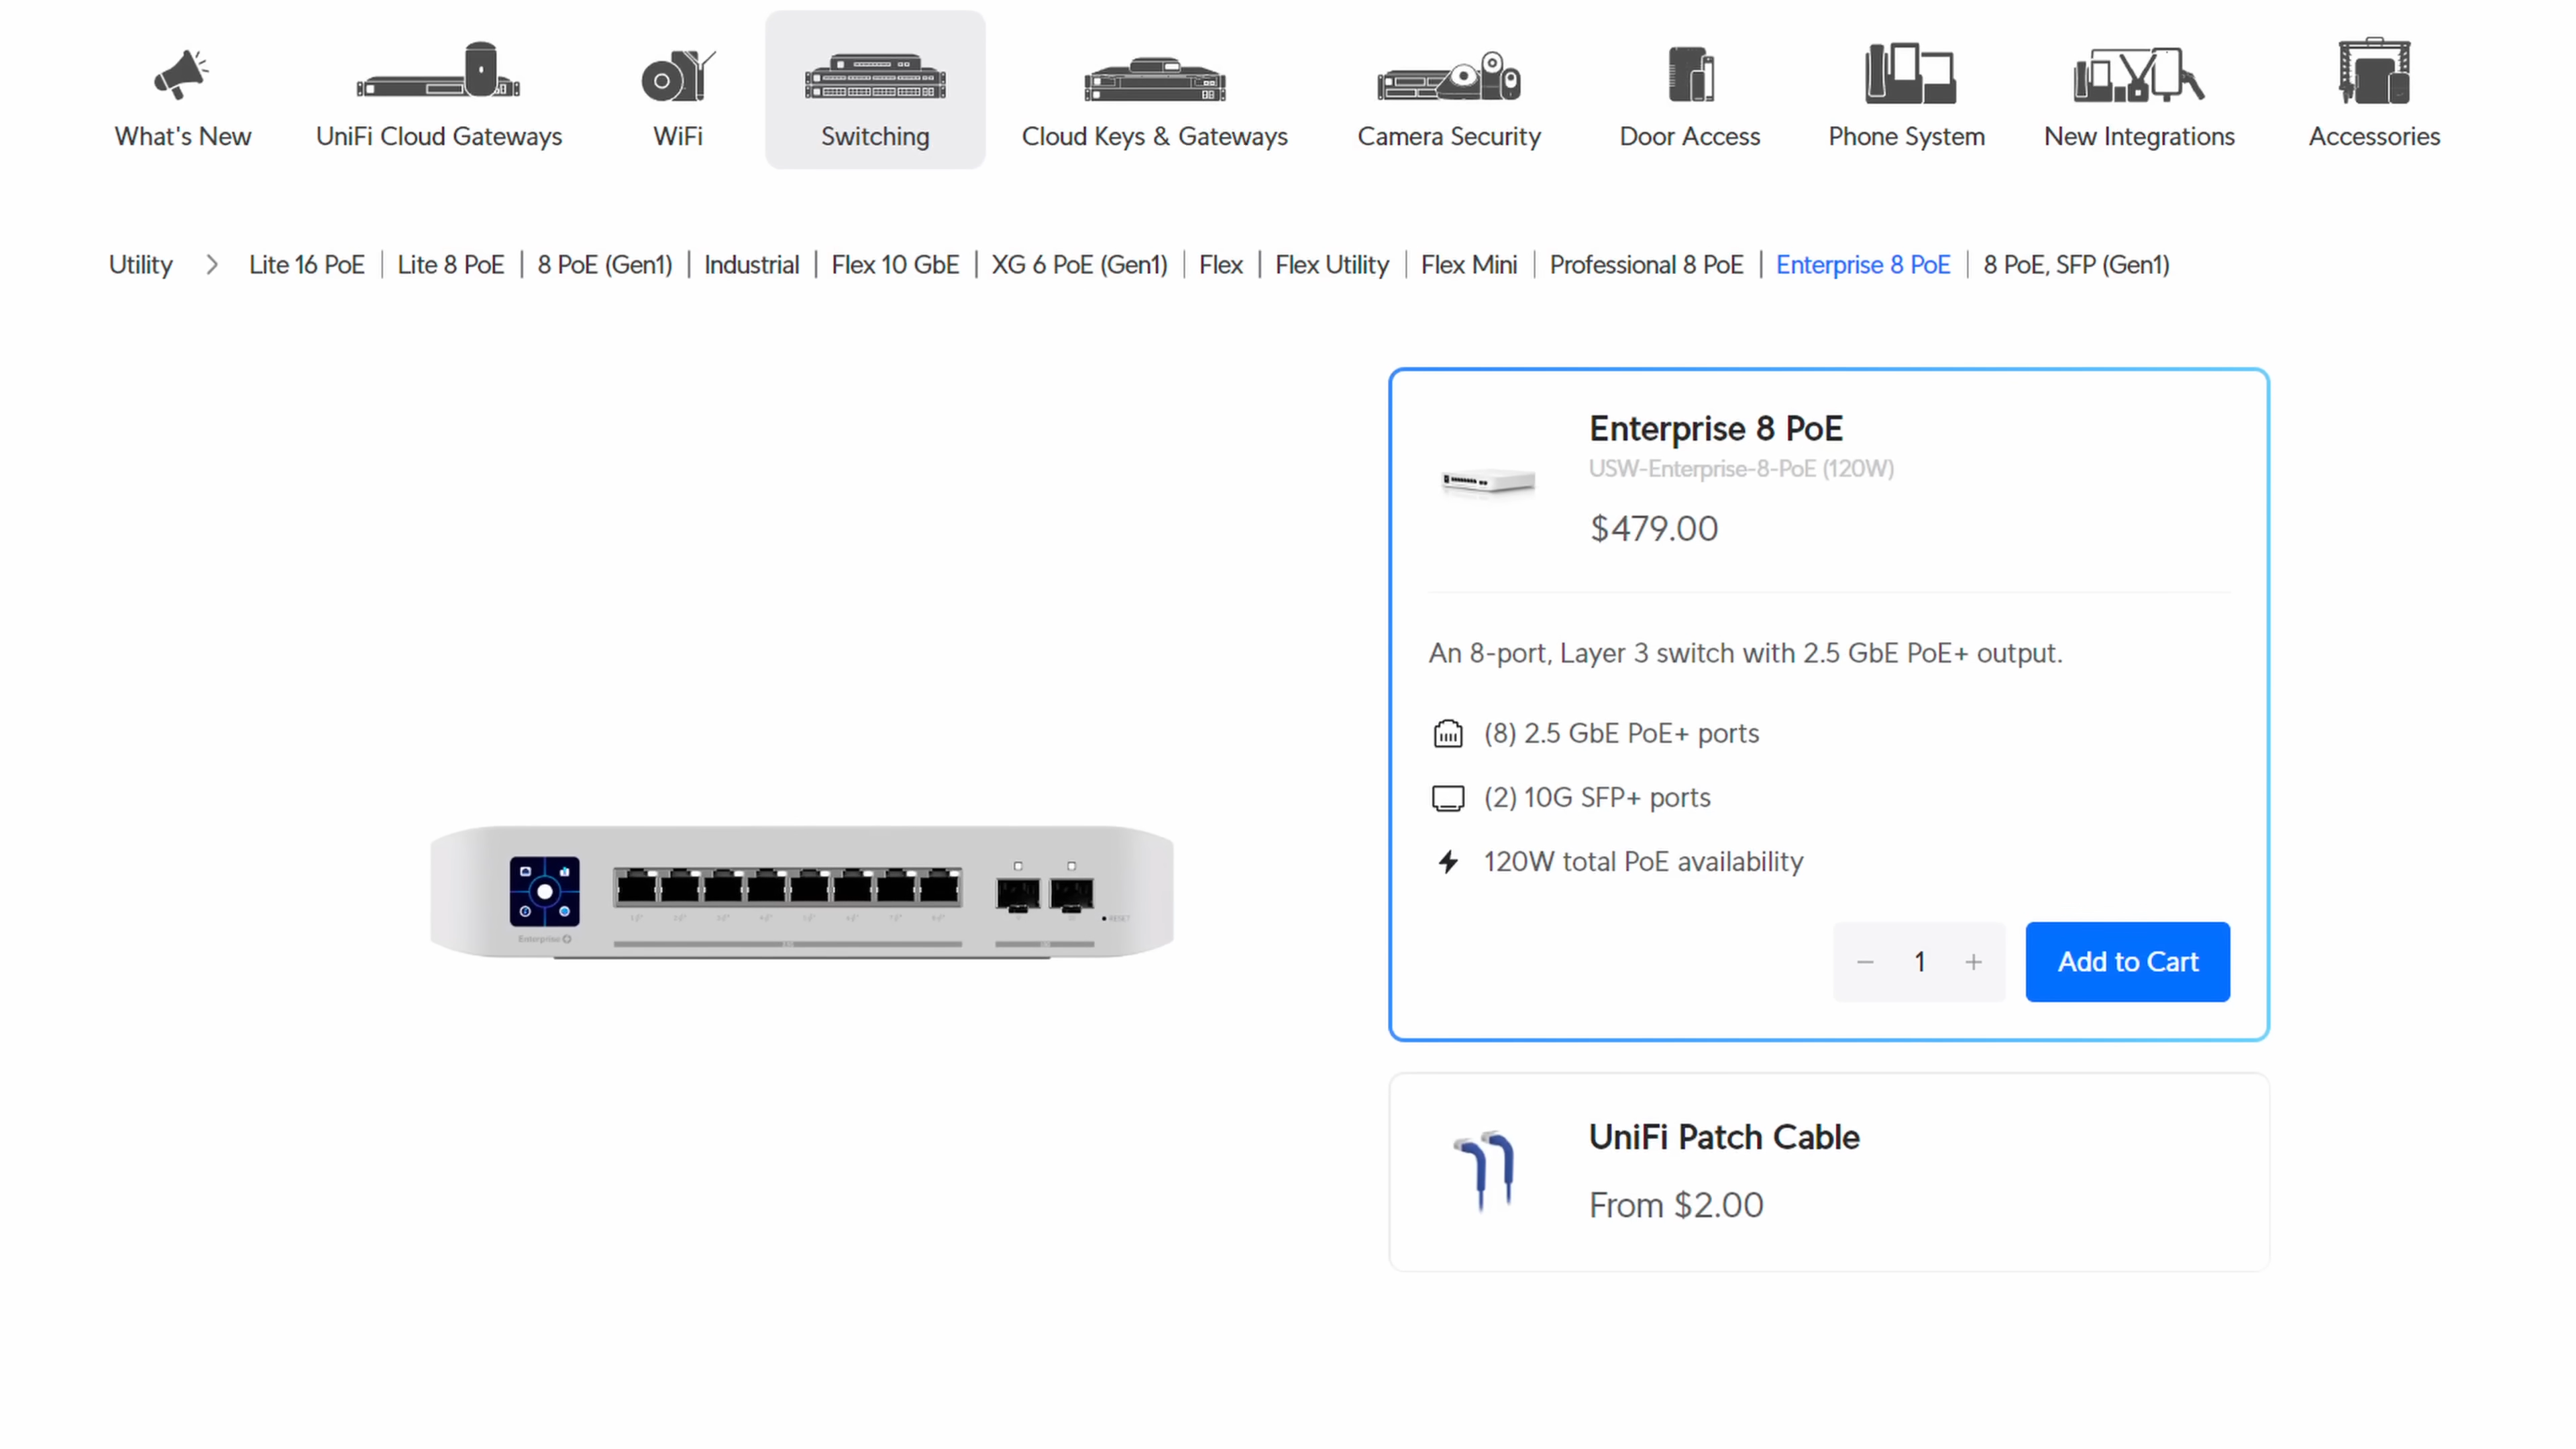 What's New
UniFi Cloud Gateways
WiFi
Switching
Cloud Keys & Gateways
Camera Security
Door Access
Phone System
New Integrations
Accessories
Utility > Lite 16 PoE | Lite 8 PoE | 8 PoE (Gen1) | Industrial | Flex 10 GbE | XG 6 PoE (Gen1) | Flex | Flex Utility | Flex Mini | Professional 8 PoE | Enterprise 8 PoE | 8 PoE, SFP (Gen1)
Enterprise 8 PoE
USW-Enterprise-8-PoE (120W)
$479.00
An 8-port, Layer 3 switch with 2.5 GbE PoE+ output.
(8) 2.5 GbE PoE+ ports
(2) 10G SFP+ ports
120W total PoE availability
− 1 +
Add to Cart
Enterprise
RESET
UniFi Patch Cable
From $2.00